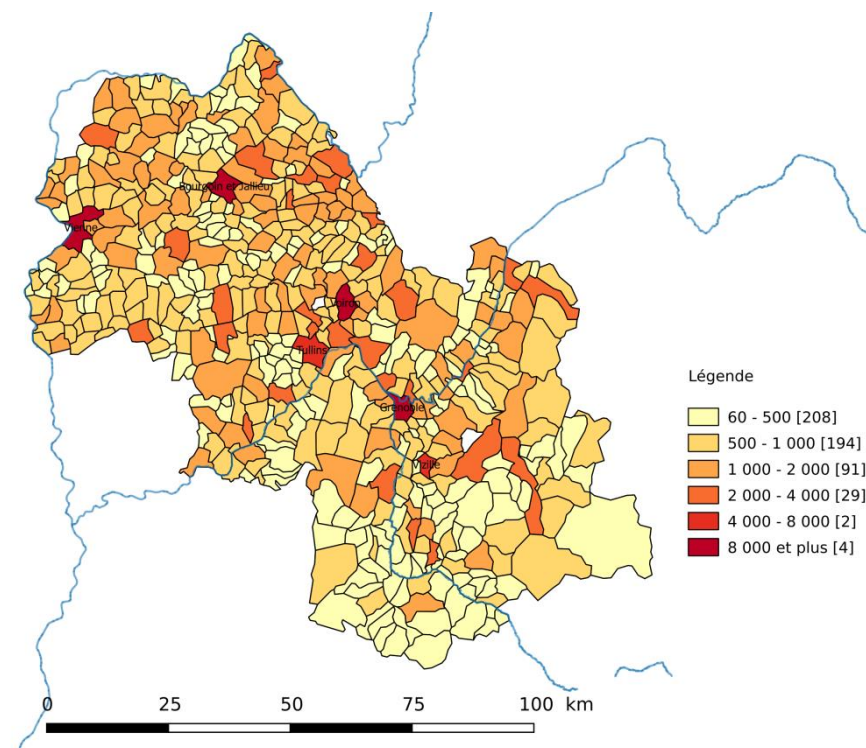 Bourgoin et Jallieu
Vienne
Voiron
Tullins
Grenoble
Vizille
Légende
60 - 500 [208]
500 - 1 000 [194]
1 000 - 2 000 [91]
2 000 - 4 000 [29]
4 000 - 8 000 [2]
8 000 et plus [4]
0 25 50 75 100 km